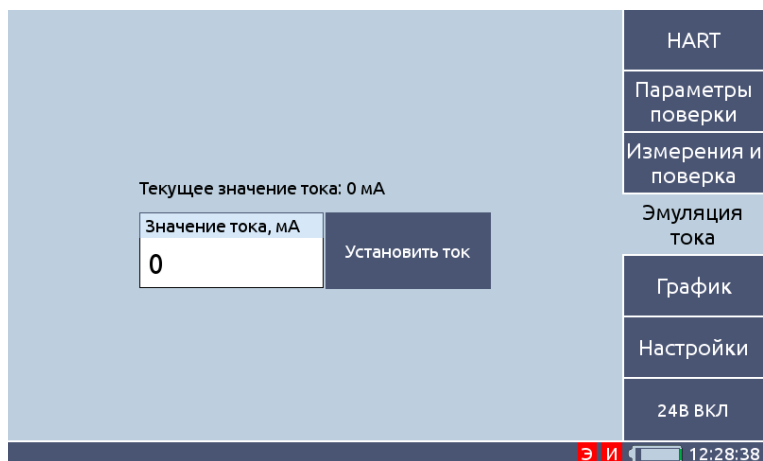 HART
Параметры
поверки
Измерения и
поверка
Текущее значение тока: 0 мА
Значение тока, мА
0
Установить ток
Эмуляция
тока
График
Настройки
24В ВКЛ
Э И 12:28:38